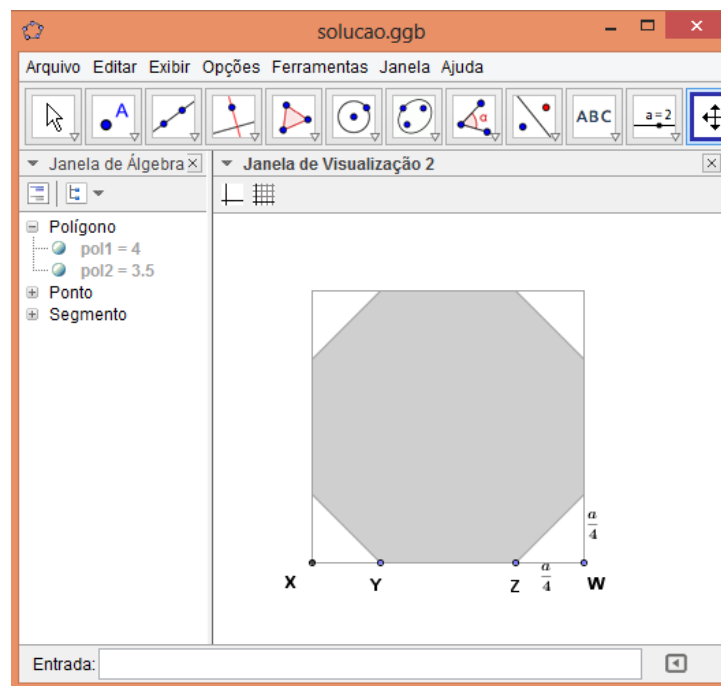 solucao.ggb
Arquivo Editar Exibir Opções Ferramentas Janela Ajuda
A
α
ABC
a=2
Janela de Álgebra
Janela de Visualização 2
Polígono
pol1 = 4
pol2 = 3.5
Ponto
Segmento
a
4
a
4
X
Y
Z
W
Entrada: